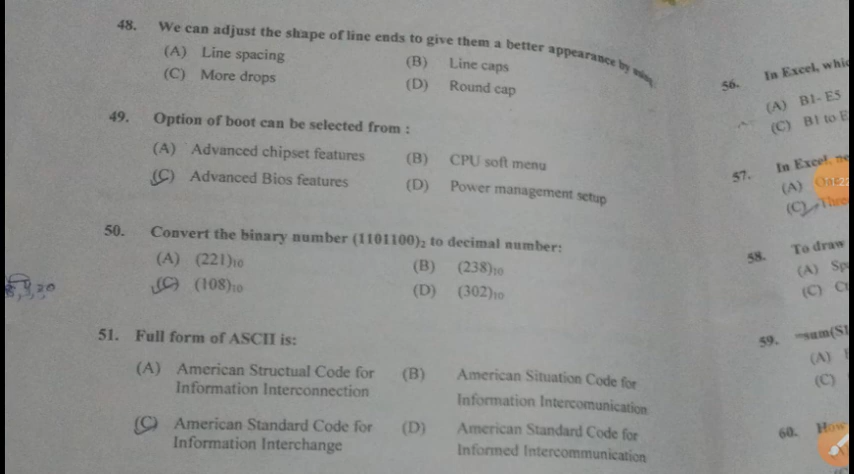 48. We can adjust the shape of line ends to give them a better appearance by using
(A) Line spacing (B) Line caps
(C) More drops (D) Round cap
49. Option of boot can be selected from :
(A) Advanced chipset features (B) CPU soft menu
(C) Advanced Bios features (D) Power management setup
50. Convert the binary number (1101100)₂ to decimal number:
(A) (221)₁₀ (B) (238)₁₀
(C) (108)₁₀ (D) (302)₁₀
51. Full form of ASCII is:
(A) American Structual Code for (B) American Situation Code for
Information Interconnection Information Intercomunication
(C) American Standard Code for (D) American Standard Code for
Information Interchange Informed Intercommunication
56. In Excel,
(A) B1- E5
(C) B1 to E
57. In Excel,
(A)
(C)
58. To draw
(A)
(C)
59. =sum(
(A)
(C)
60. How